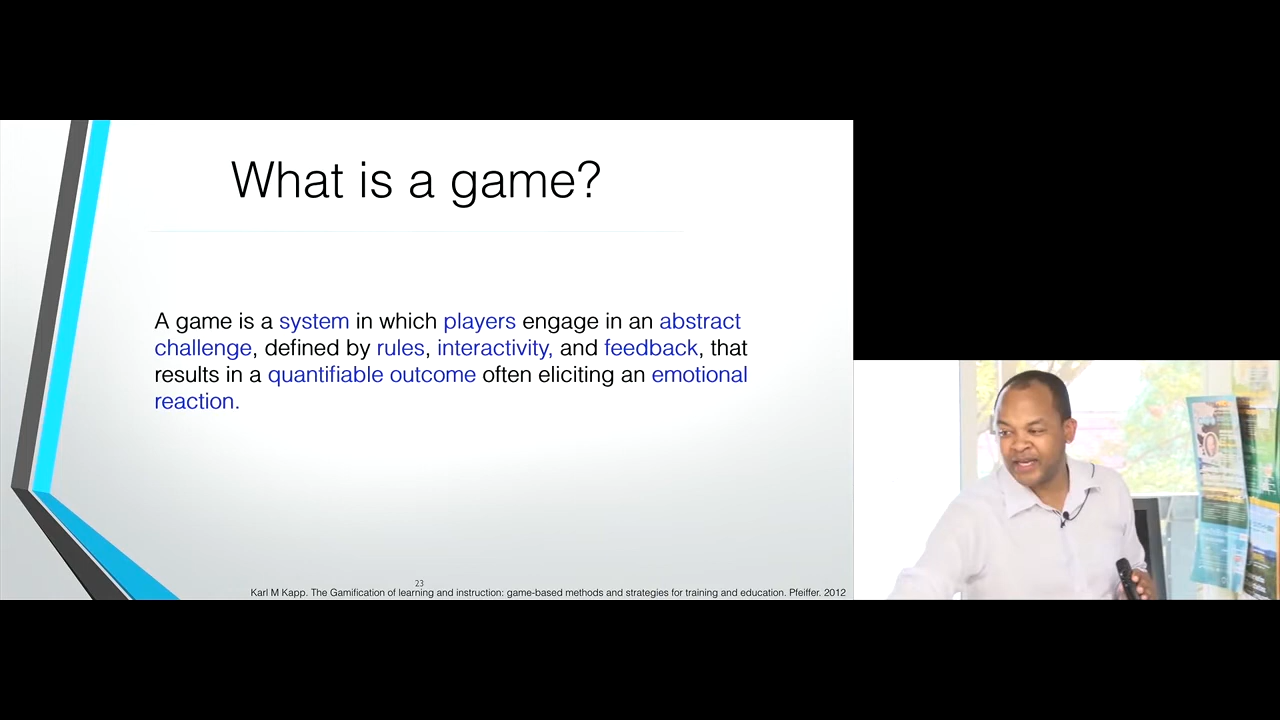 What is a game?
A game is a system in which players engage in an abstract
challenge, defined by rules, interactivity, and feedback, that
results in a quantifiable outcome often eliciting an emotional
reaction.
23
Karl M Kapp. The Gamification of learning and instruction: game-based methods and strategies for training and education. Pfeiffer. 2012